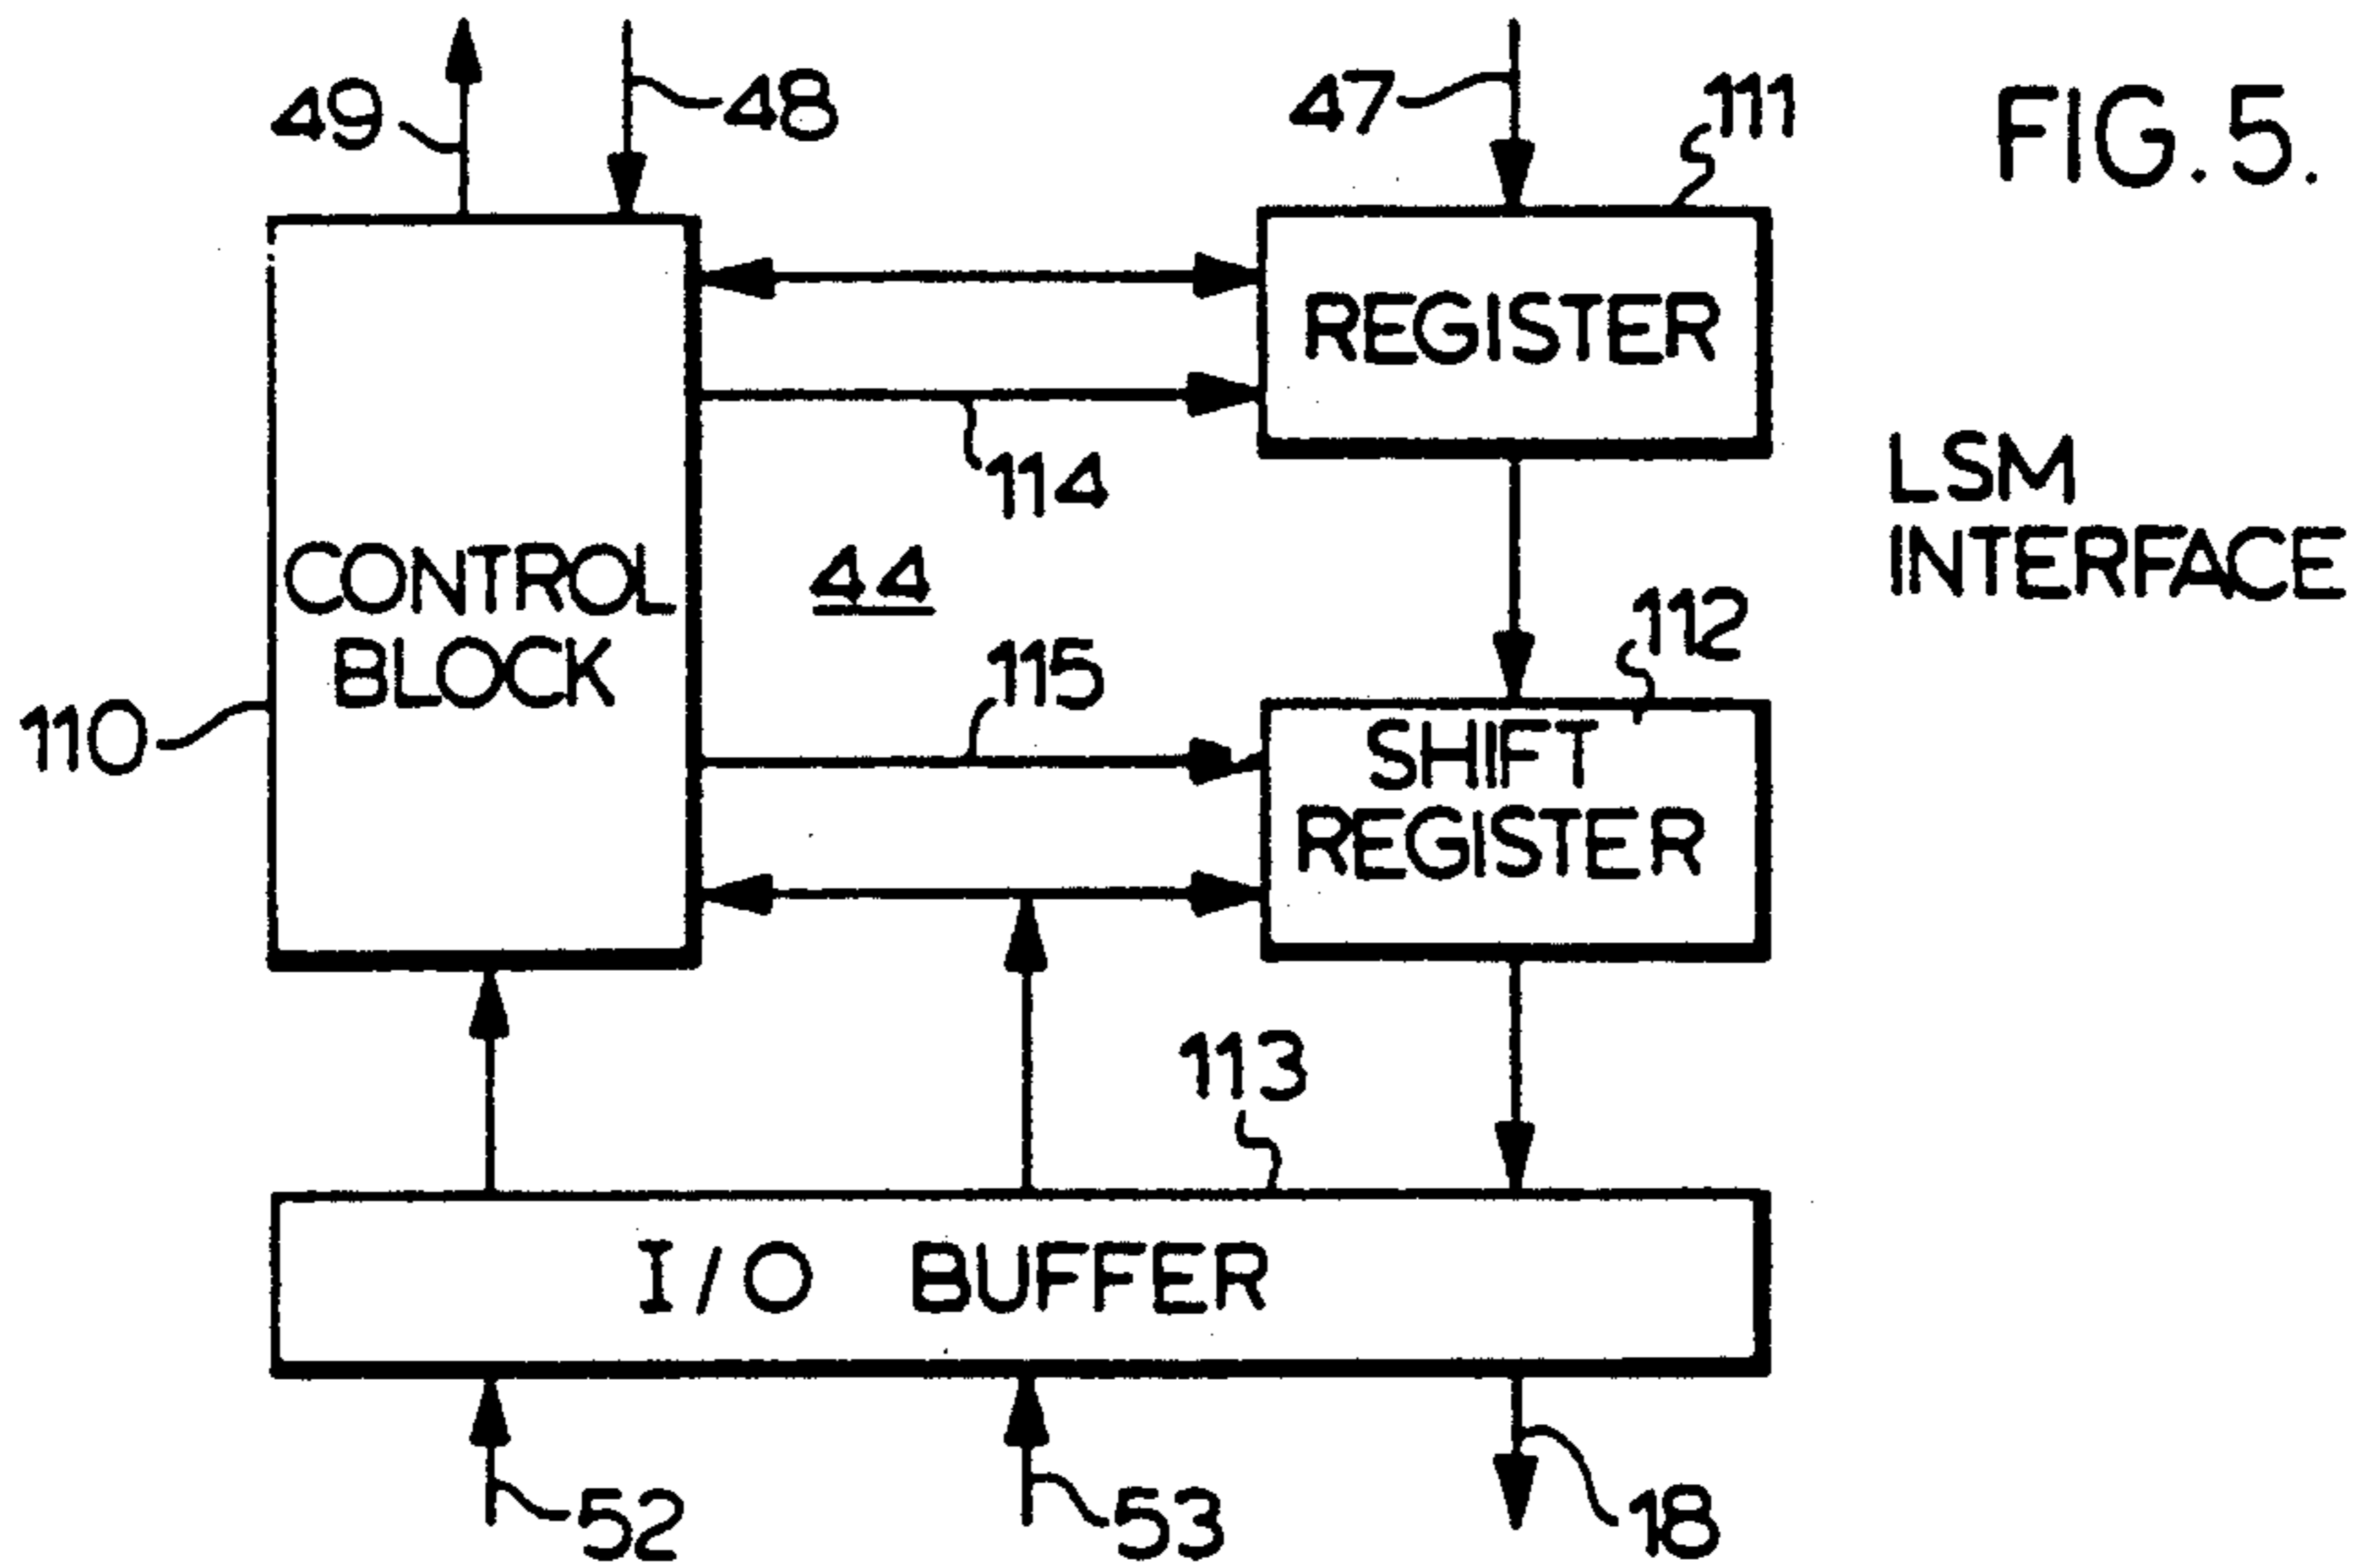 49
48
47
111
FIG. 5.
REGISTER
114
LSM
INTERFACE
CONTROL
BLOCK
44
112
115
110
SHIFT
REGISTER
113
I/O BUFFER
52
53
18